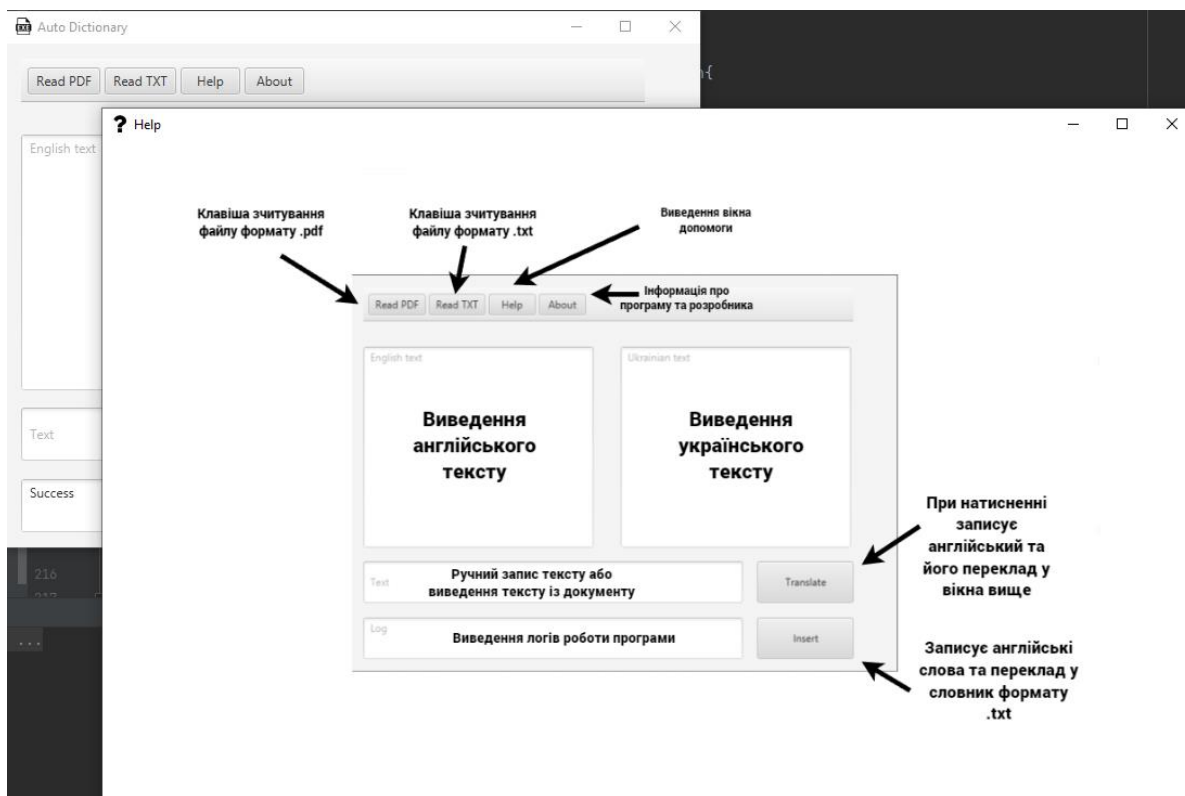 Auto Dictionary
Read PDF Read TXT Help About
n{
? Help
English text
Клавіша зчитування
файлу формату .pdf
Клавіша зчитування
файлу формату .txt
Виведення вікна
допомоги
Інформація про
програму та розробника
Read PDF Read TXT Help About
English text
Ukrainian text
Виведення
англійського
тексту
Виведення
українського
тексту
При натисненні
записує
англійський та
його переклад у
вікна вище
Text
Ручний запис тексту або
виведення тексту із документу
Translate
Log
Виведення логів роботи програми
Insert
Записує англійські
слова та переклад у
словник формату
.txt
Text
Success
216
...